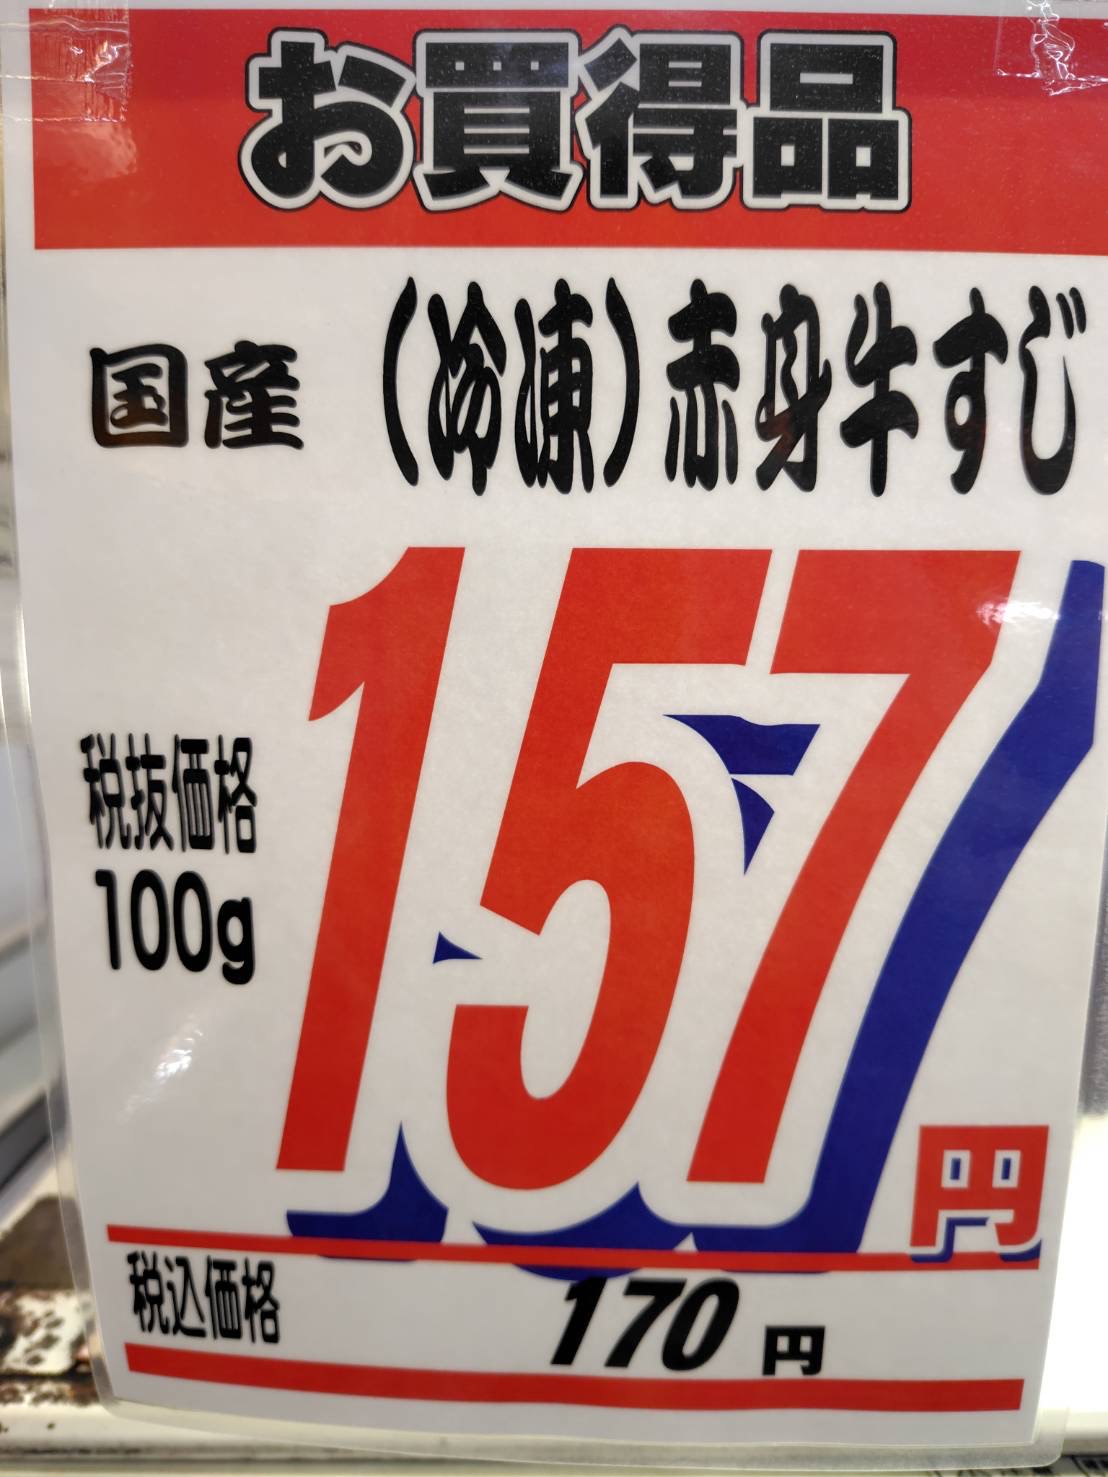 お買得品
国産 (冷凍)赤身牛すじ
税抜価格
100g
157円
税込価格 170円